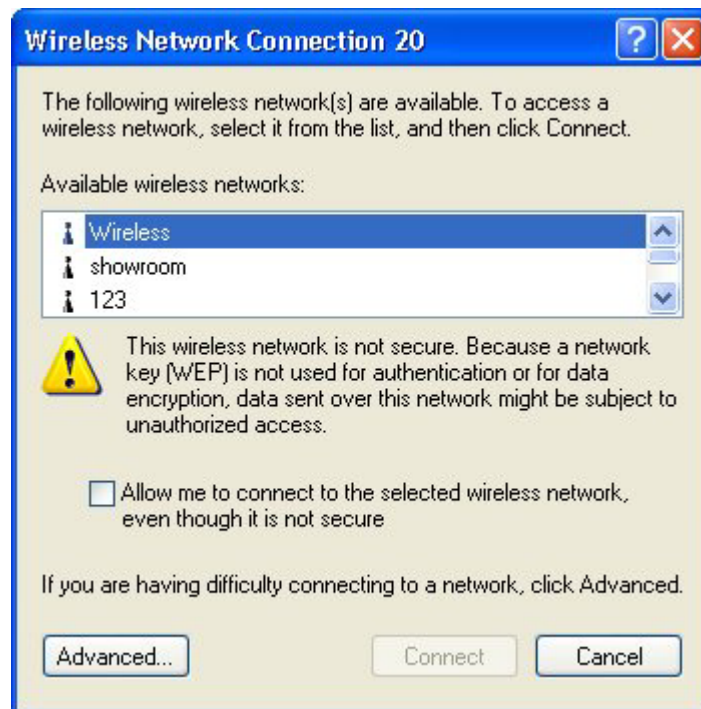 Wireless Network Connection 20
The following wireless network(s) are available. To access a
wireless network, select it from the list, and then click Connect.
Available wireless networks:
Wireless
showroom
123
This wireless network is not secure. Because a network
key (WEP) is not used for authentication or for data
encryption, data sent over this network might be subject to
unauthorized access.
Allow me to connect to the selected wireless network,
even though it is not secure
If you are having difficulty connecting to a network, click Advanced.
Advanced... Connect Cancel